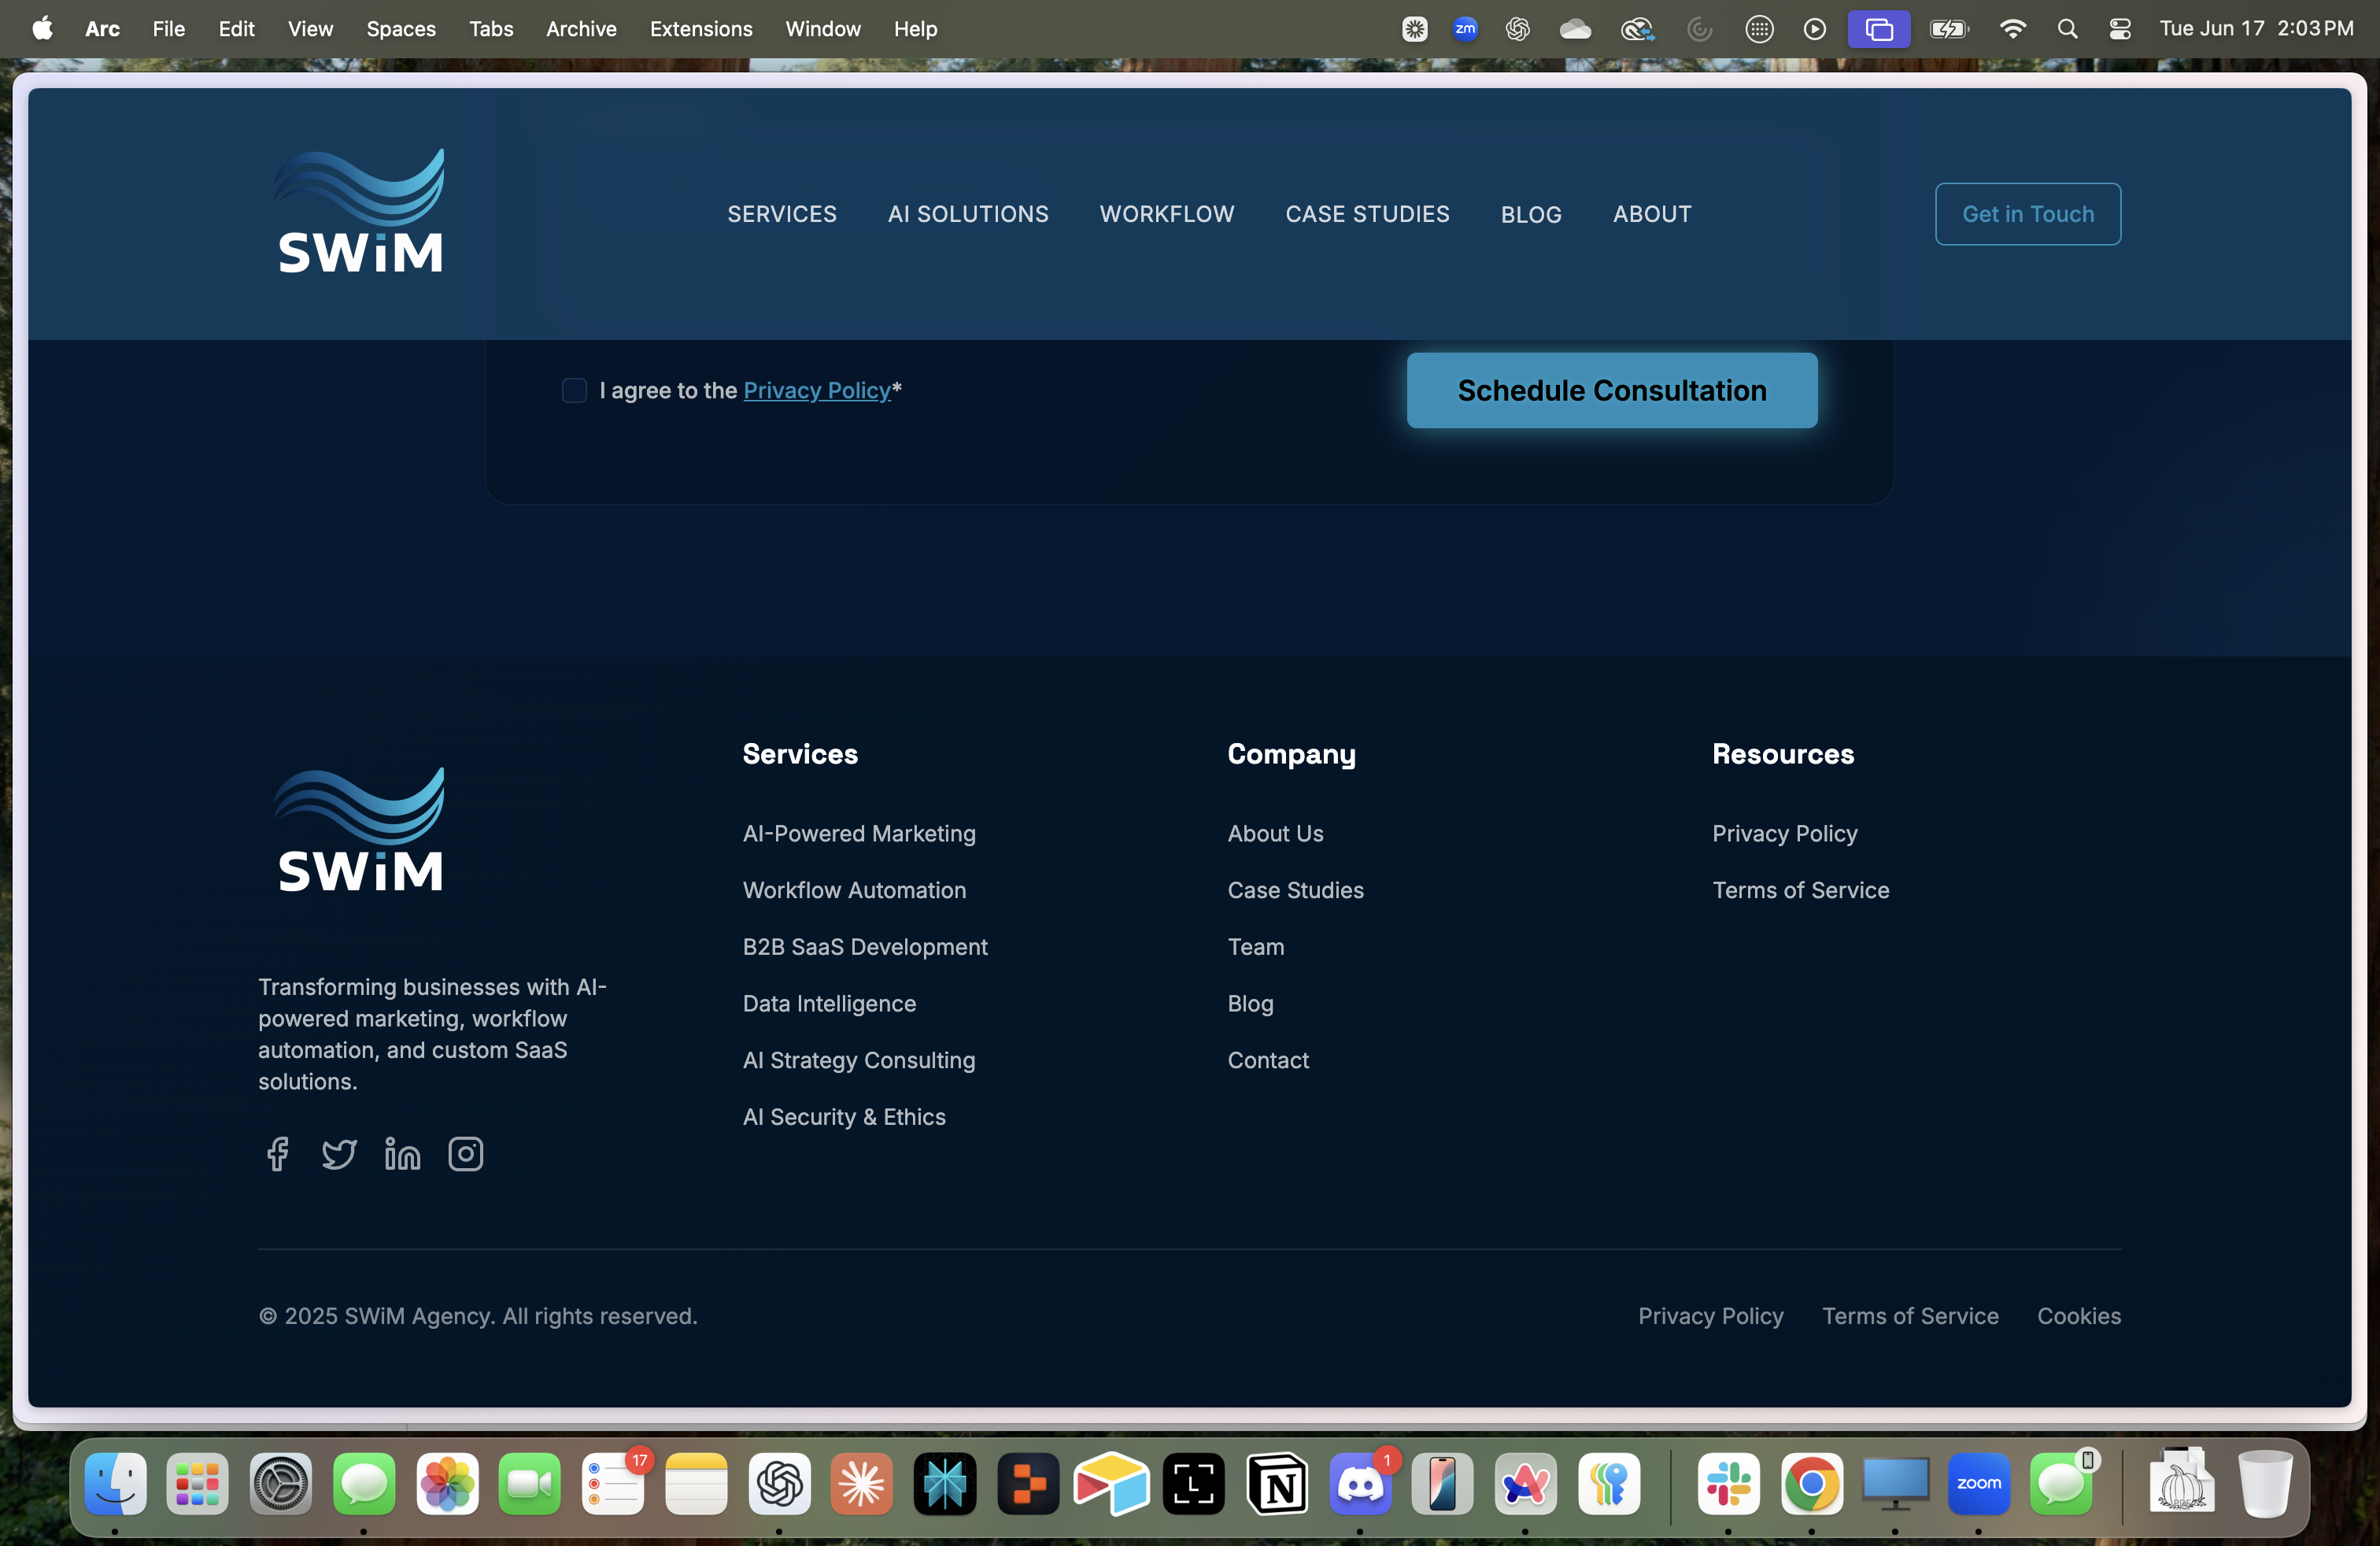 Arc File Edit View Spaces Tabs Archive Extensions Window Help zm Tue Jun 17 2:03 PM
SWiM
SERVICES AI SOLUTIONS WORKFLOW CASE STUDIES BLOG ABOUT Get in Touch
I agree to the Privacy Policy*
Schedule Consultation
SWiM
Transforming businesses with AI-
powered marketing, workflow
automation, and custom SaaS
solutions.
Services
AI-Powered Marketing
Workflow Automation
B2B SaaS Development
Data Intelligence
AI Strategy Consulting
AI Security & Ethics
Company
About Us
Case Studies
Team
Blog
Contact
Resources
Privacy Policy
Terms of Service
© 2025 SWiM Agency. All rights reserved.
Privacy Policy Terms of Service Cookies
17 L N 1 zoom